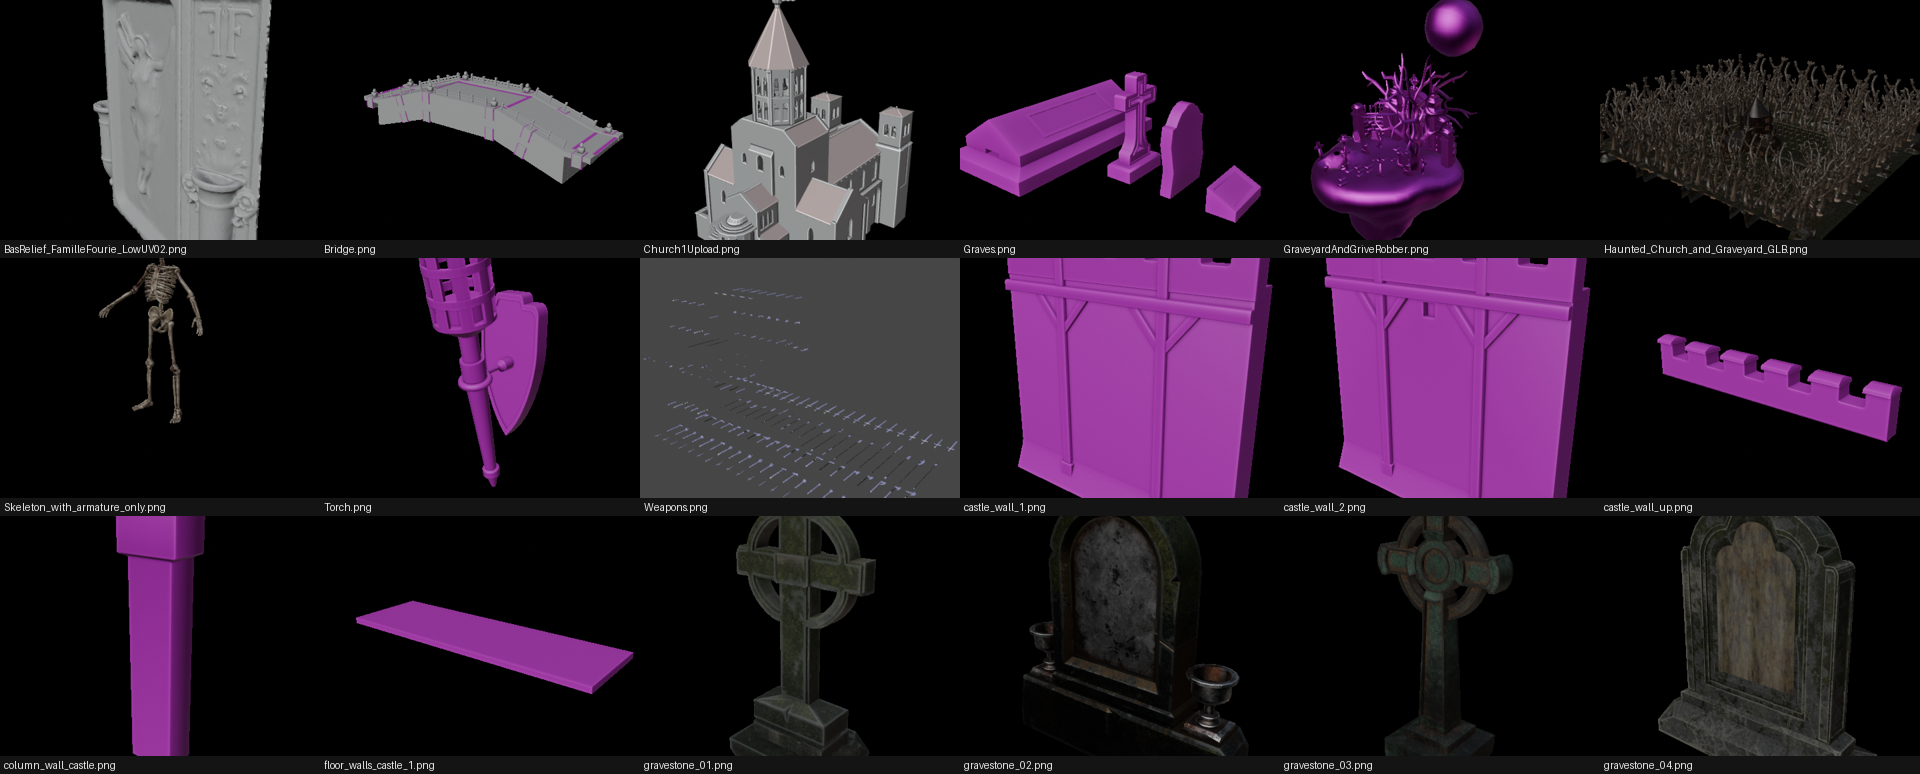 BasRelief_FamilleFourie_LowUV02.png
Bridge.png
Church1Upload.png
Graves.png
GraveyardAndGriveRobber.png
Haunted_Church_and_Graveyard_GLB.png
Skeleton_with_armature_only.png
Torch.png
Weapons.png
castle_wall_1.png
castle_wall_2.png
castle_wall_up.png
column_wall_castle.png
floor_walls_castle_1.png
gravestone_01.png
gravestone_02.png
gravestone_03.png
gravestone_04.png